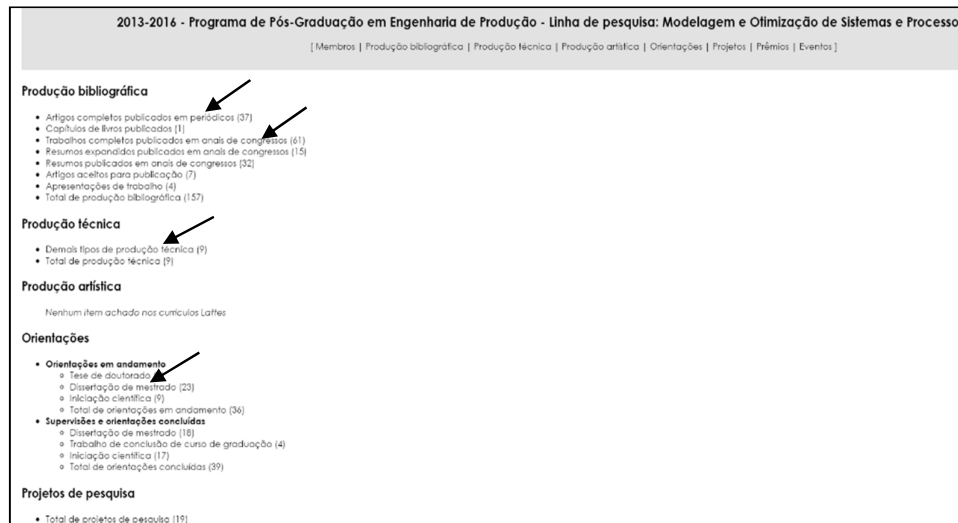 2013-2016 - Programa de Pós-Graduação em Engenharia de Produção - Linha de pesquisa: Modelagem e Otimização de Sistemas e Processo
[ Membros | Produção bibliográfica | Produção técnica | Produção artística | Orientações | Projetos | Prêmios | Eventos ]
Produção bibliográfica
• Artigos completos publicados em periódicos (37)
• Capítulos de livros publicados (1)
• Trabalhos completos publicados em anais de congressos (61)
• Resumos expandidos publicados em anais de congressos (15)
• Resumos publicados em anais de congressos (32)
• Artigos aceitos para publicação (7)
• Apresentações de trabalho (4)
• Total de produção bibliográfica (157)
Produção técnica
• Demais tipos de produção técnica (9)
• Total de produção técnica (9)
Produção artística
Nenhum item achado nos currículos Lattes
Orientações
• Orientações em andamento
○ Tese de doutorado
○ Dissertação de mestrado (23)
○ Iniciação científica (9)
○ Total de orientações em andamento (36)
• Supervisões e orientações concluídas
○ Dissertação de mestrado (18)
○ Trabalho de conclusão de curso de graduação (4)
○ Iniciação científica (17)
○ Total de orientações concluídas (39)
Projetos de pesquisa
• Total de projetos de pesquisa (19)